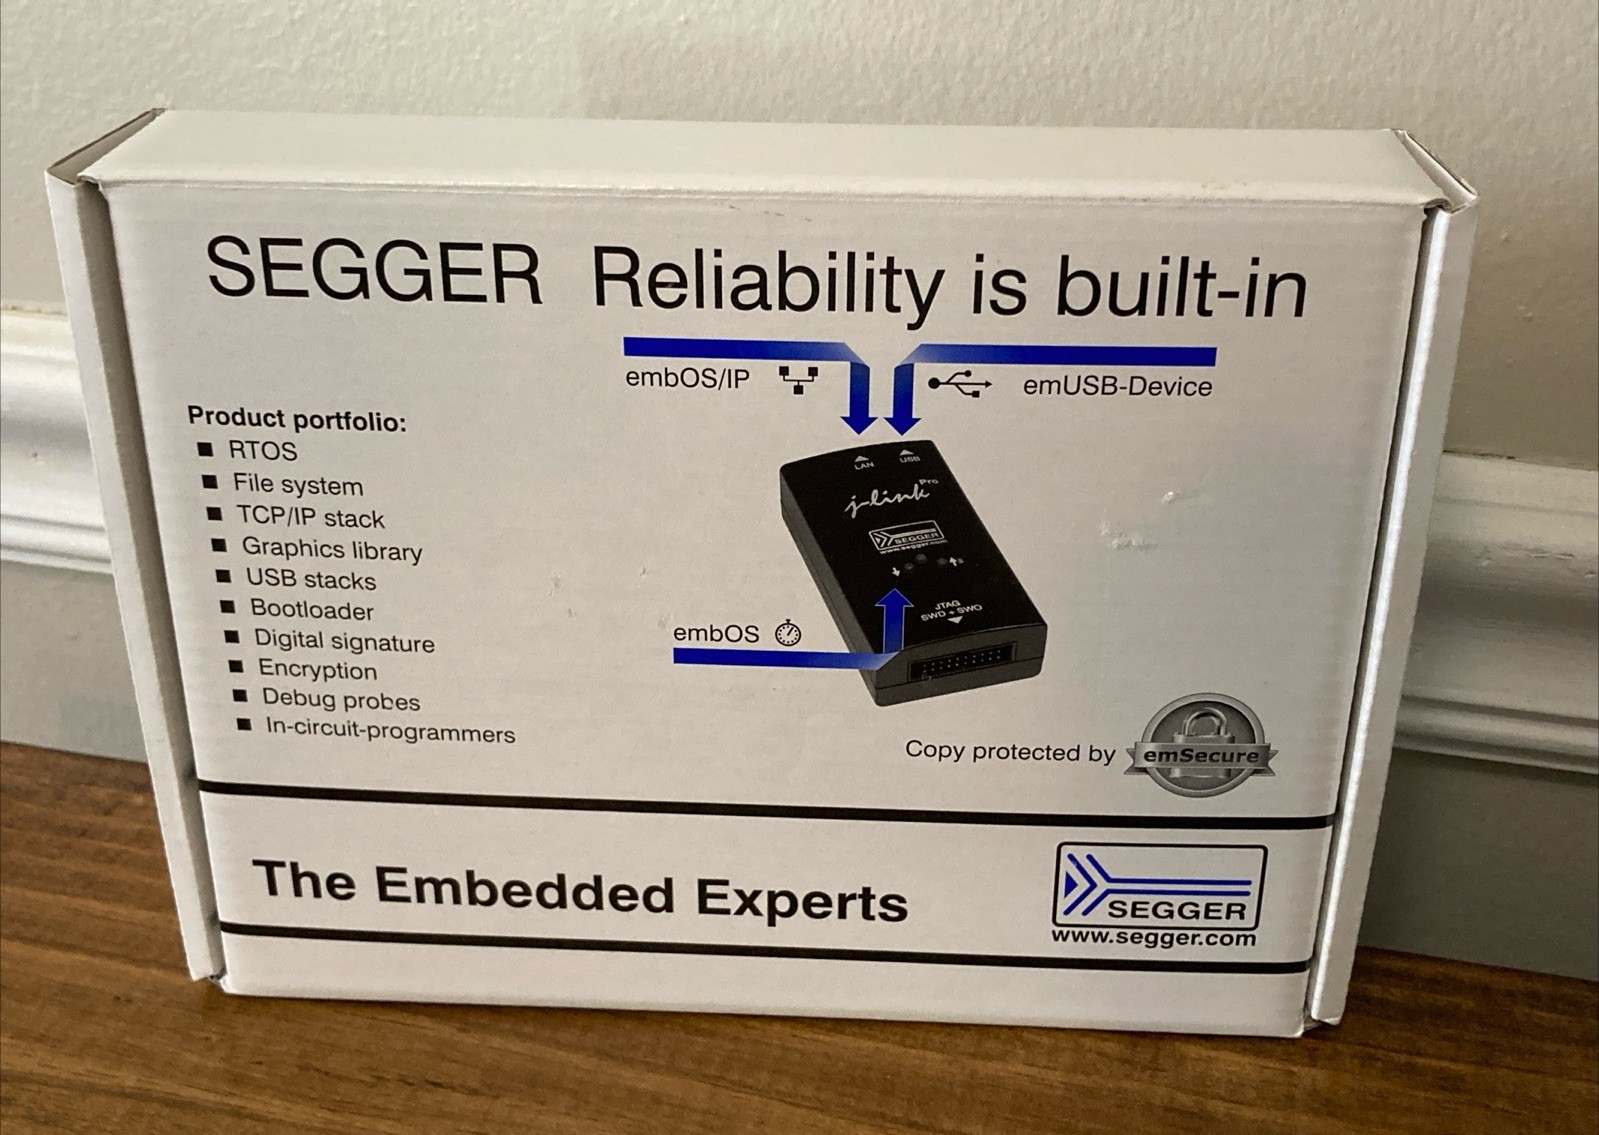 SEGGER Reliability is built-in
embOS/IP
emUSB-Device
Product portfolio:
RTOS
File system
TCP/IP stack
Graphics library
USB stacks
Bootloader
Digital signature
Encryption
Debug probes
In-circuit-programmers
LAN
USB
j-link Pro
SEGGER
www.segger.com
JTAG
SWD + SWO
embOS
Copy protected by
emSecure
The Embedded Experts
SEGGER
www.segger.com